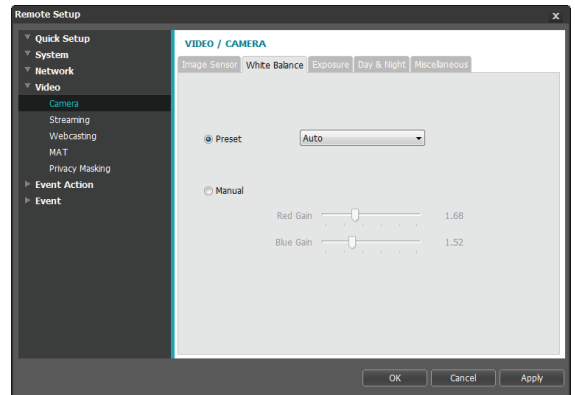 Remote Setup
x
Quick Setup
System
Network
Video
Camera
Streaming
Webcasting
MAT
Privacy Masking
Event Action
Event
VIDEO / CAMERA
Image Sensor White Balance Exposure Day & Night Miscellaneous
Preset Auto
Manual
Red Gain 1.68
Blue Gain 1.52
OK Cancel Apply